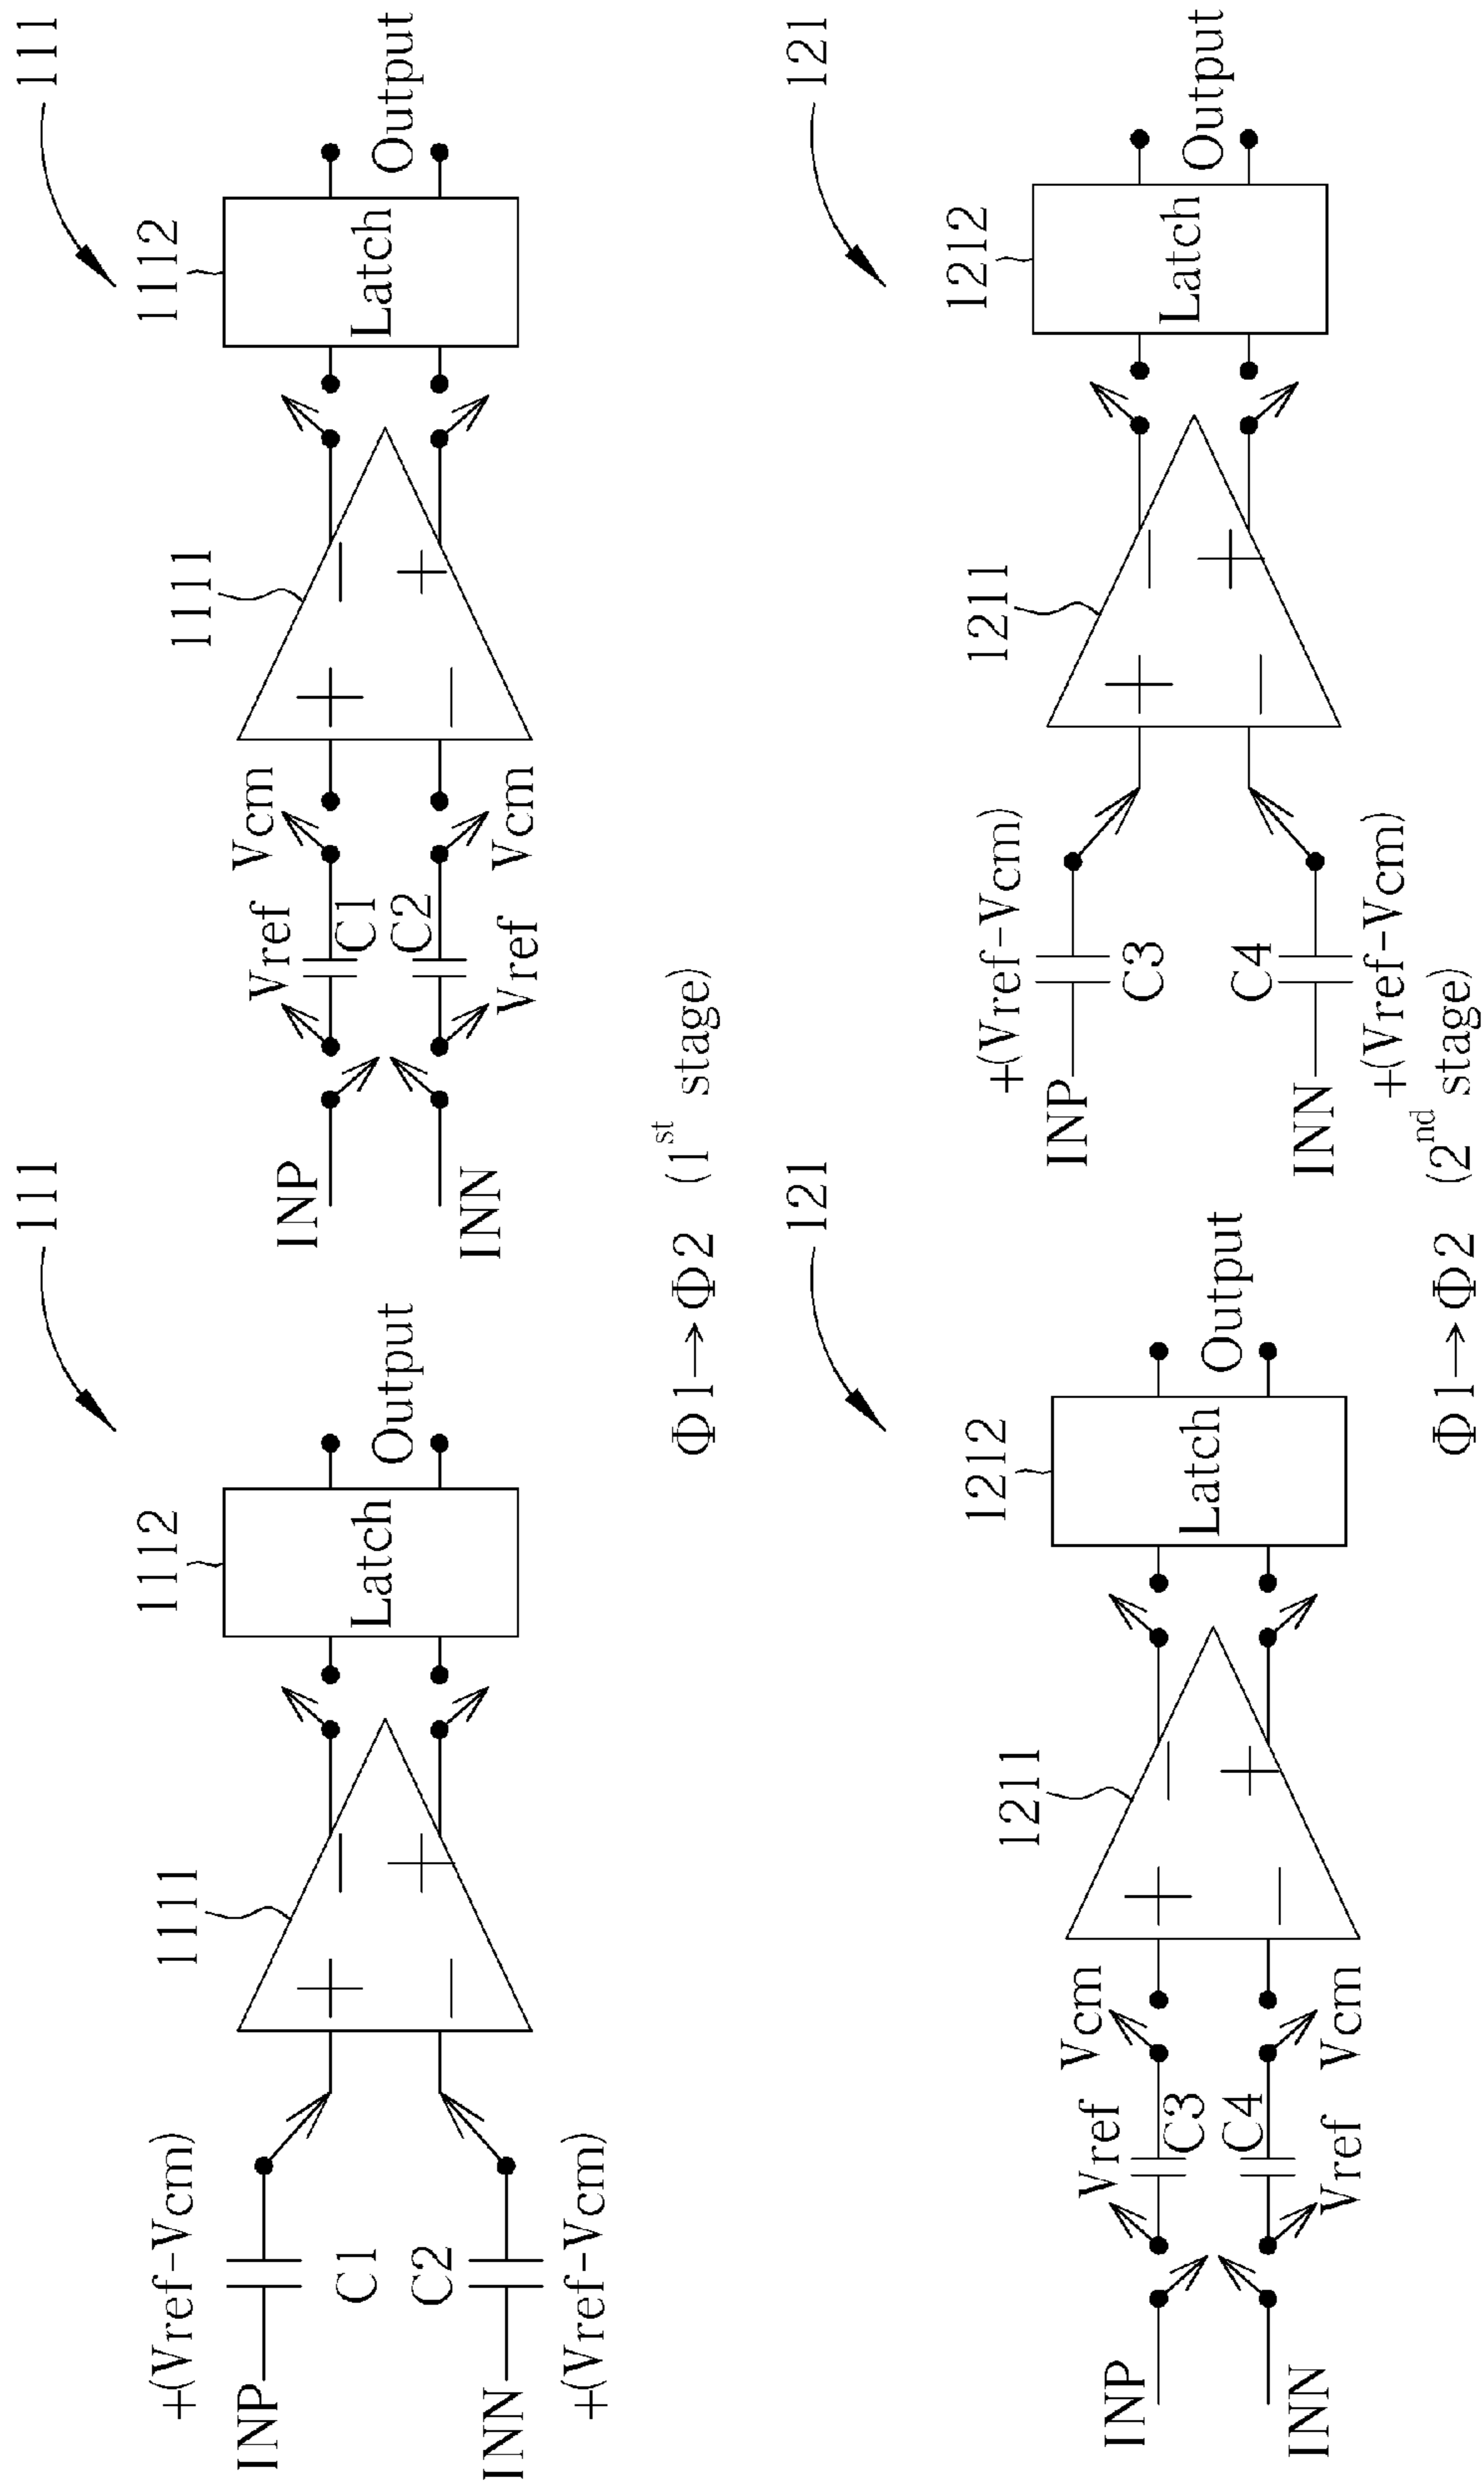 111
1111
1112
+(Vref-Vcm)
INP
C1
C2
INN
+(Vref-Vcm)
+
−
−
+
Latch
Output
111
1111
1112
INP
INN
Vref
Vcm
C1
C2
Vref
Vcm
+
−
−
+
Latch
Output
Φ1→Φ2 (1st stage)
121
1211
1212
INP
INN
Vref
Vcm
C3
C4
Vref
Vcm
+
−
−
+
Latch
Output
121
1211
1212
+(Vref-Vcm)
INP
C3
C4
INN
+(Vref-Vcm)
+
−
−
+
Latch
Output
Φ1→Φ2 (2nd stage)